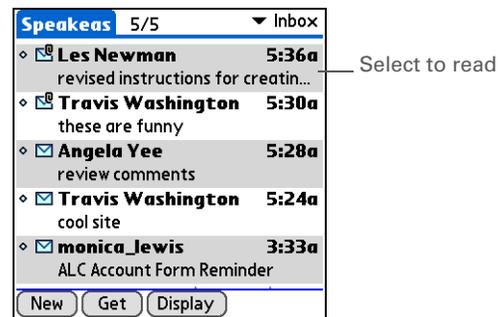 Speakeas 5/5 Inbox
Les Newman 5:36a
revised instructions for creatin...
Select to read
Travis Washington 5:30a
these are funny
Angela Yee 5:28a
review comments
Travis Washington 5:24a
cool site
monica_lewis 3:33a
ALC Account Form Reminder
New Get Display